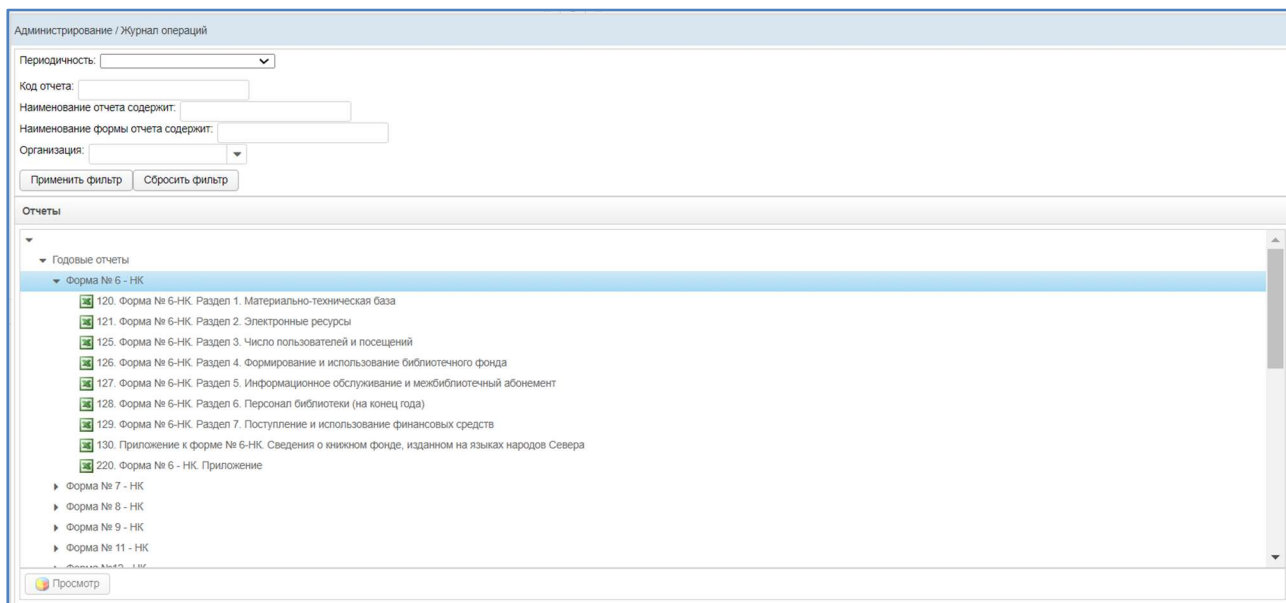 Администрирование / Журнал операций
Периодичность:
Код отчета:
Наименование отчета содержит:
Наименование формы отчета содержит:
Организация:
Применить фильтр Сбросить фильтр
Отчеты
Годовые отчеты
Форма № 6 - НК
120. Форма № 6-НК. Раздел 1. Материально-техническая база
121. Форма № 6-НК. Раздел 2. Электронные ресурсы
125. Форма № 6-НК. Раздел 3. Число пользователей и посещений
126. Форма № 6-НК. Раздел 4. Формирование и использование библиотечного фонда
127. Форма № 6-НК. Раздел 5. Информационное обслуживание и межбиблиотечный абонемент
128. Форма № 6-НК. Раздел 6. Персонал библиотеки (на конец года)
129. Форма № 6-НК. Раздел 7. Поступление и использование финансовых средств
130. Приложение к форме № 6-НК. Сведения о книжном фонде, изданном на языках народов Севера
220. Форма № 6 - НК. Приложение
Форма № 7 - НК
Форма № 8 - НК
Форма № 9 - НК
Форма № 11 - НК
Просмотр